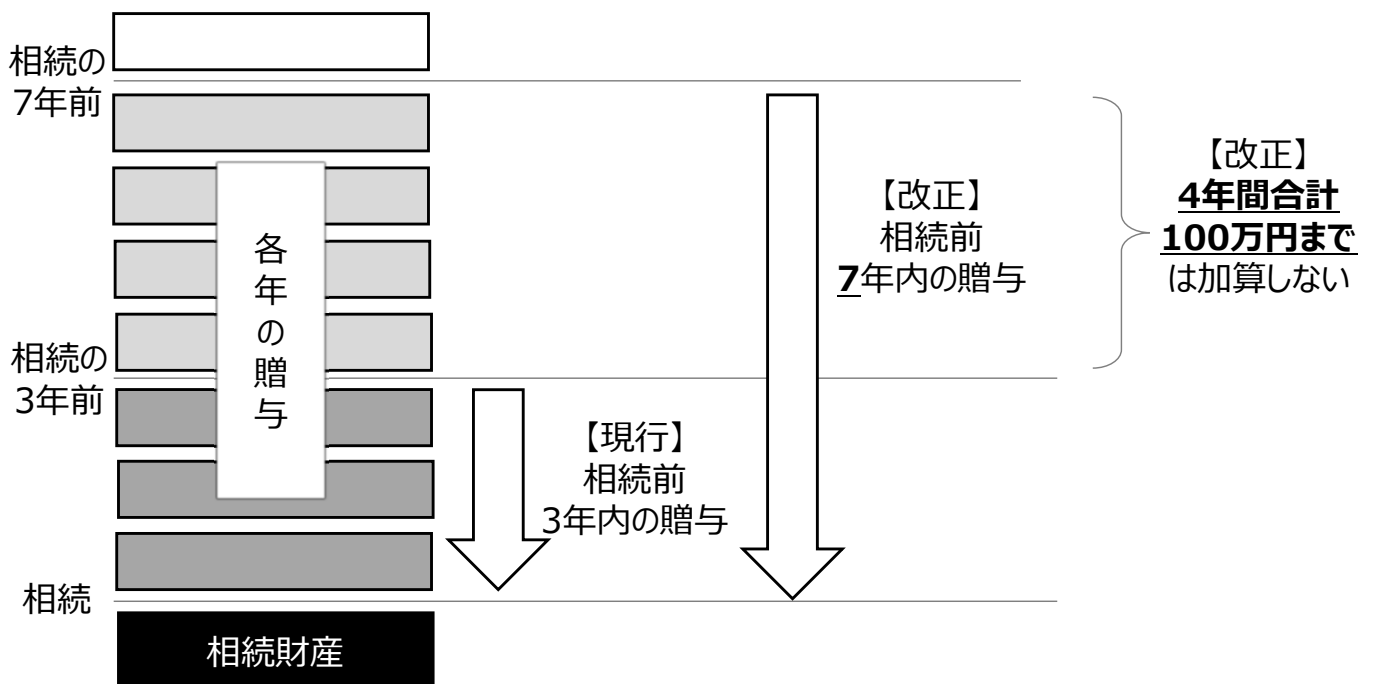 相続の
7年前
各年の贈与
【改正】
相続前
7年内の贈与
【改正】
4年間合計
100万円まで
は加算しない
相続の
3年前
【現行】
相続前
3年内の贈与
相続
相続財産